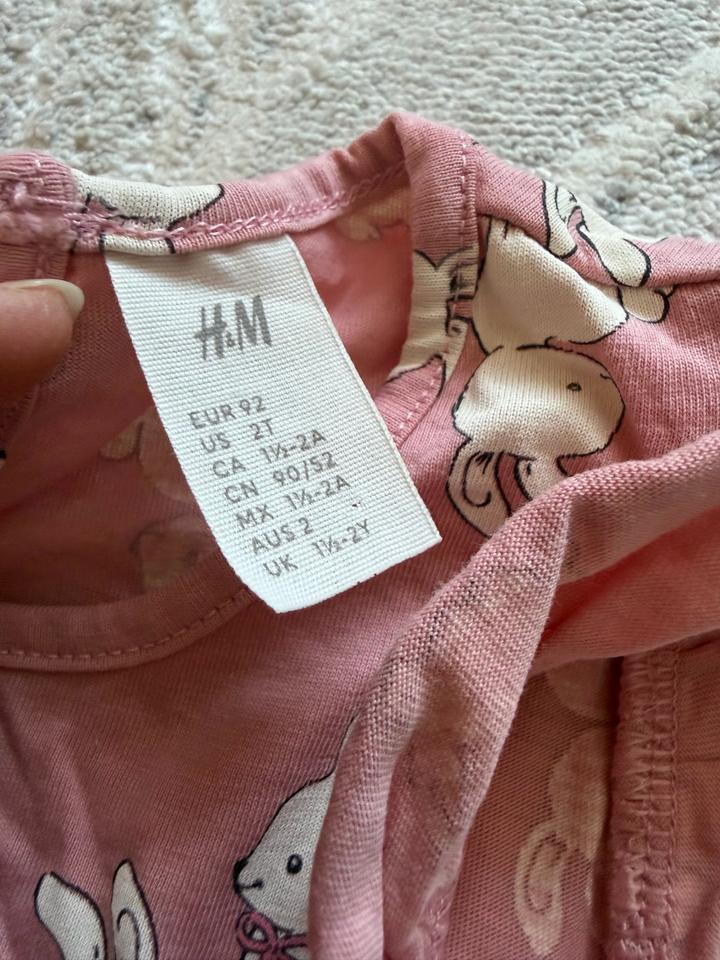 H&M
EUR 92
US 2T
CA 1½-2A
CN 90/52
MX 1½-2A
AUS 2
UK 1½-2Y